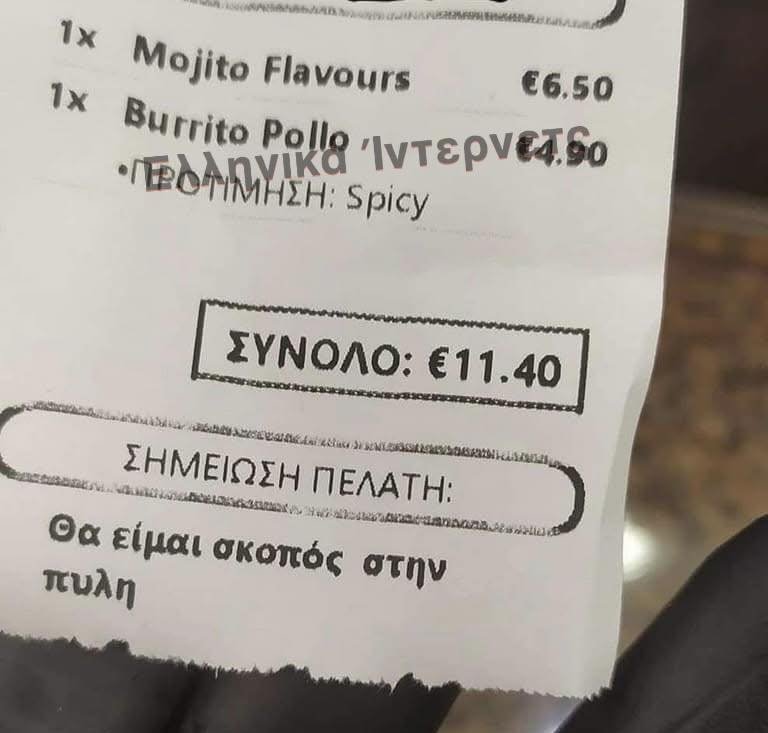 1x Mojito Flavours €6.50
1x Burrito Pollo €4.90
Ελληνικά Ίντερνετς
•ΠΡΟΤΙΜΗΣΗ: Spicy
ΣΥΝΟΛΟ: €11.40
ΣΗΜΕΙΩΣΗ ΠΕΛΑΤΗ:
Θα είμαι σκοπός στην
πυλη